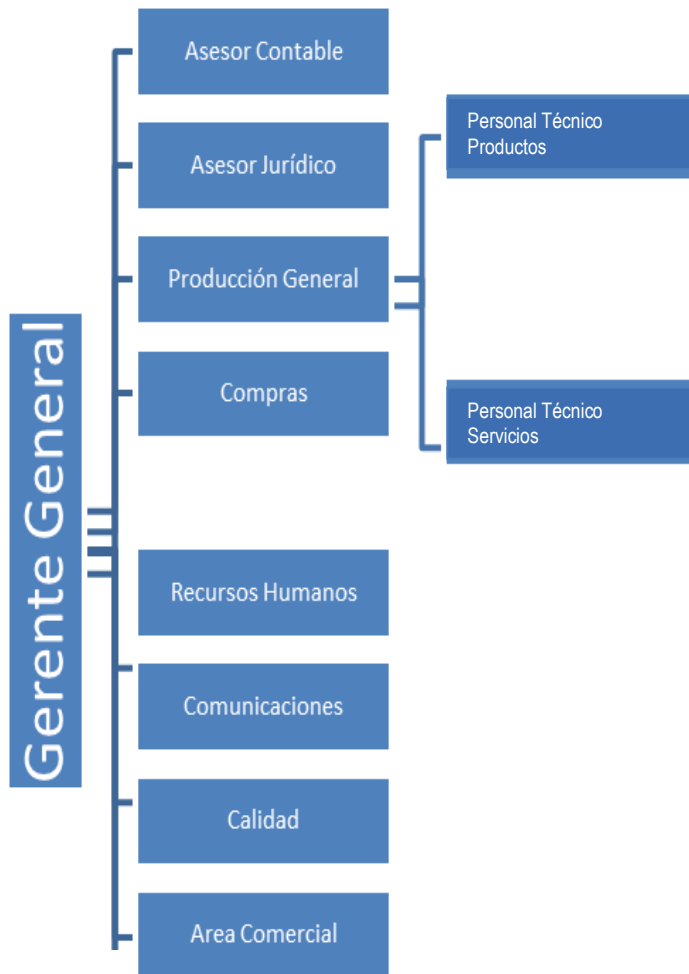 Gerente General
Asesor Contable
Asesor Jurídico
Producción General
Personal Técnico
Productos
Personal Técnico
Servicios
Compras
Recursos Humanos
Comunicaciones
Calidad
Area Comercial